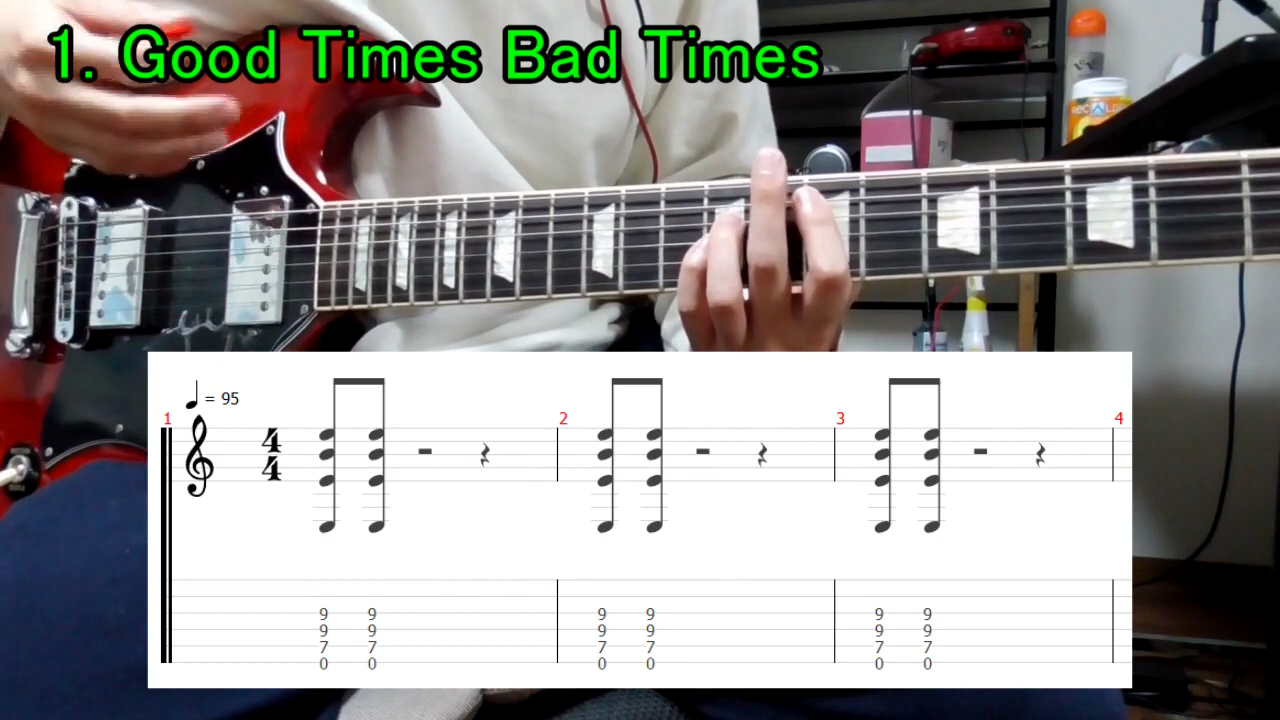 1. Good Times Bad Times
= 95
1 2 3 4
4
4
9 9 9 9 9 9
9 9 9 9 9 9
7 7 7 7 7 7
0 0 0 0 0 0